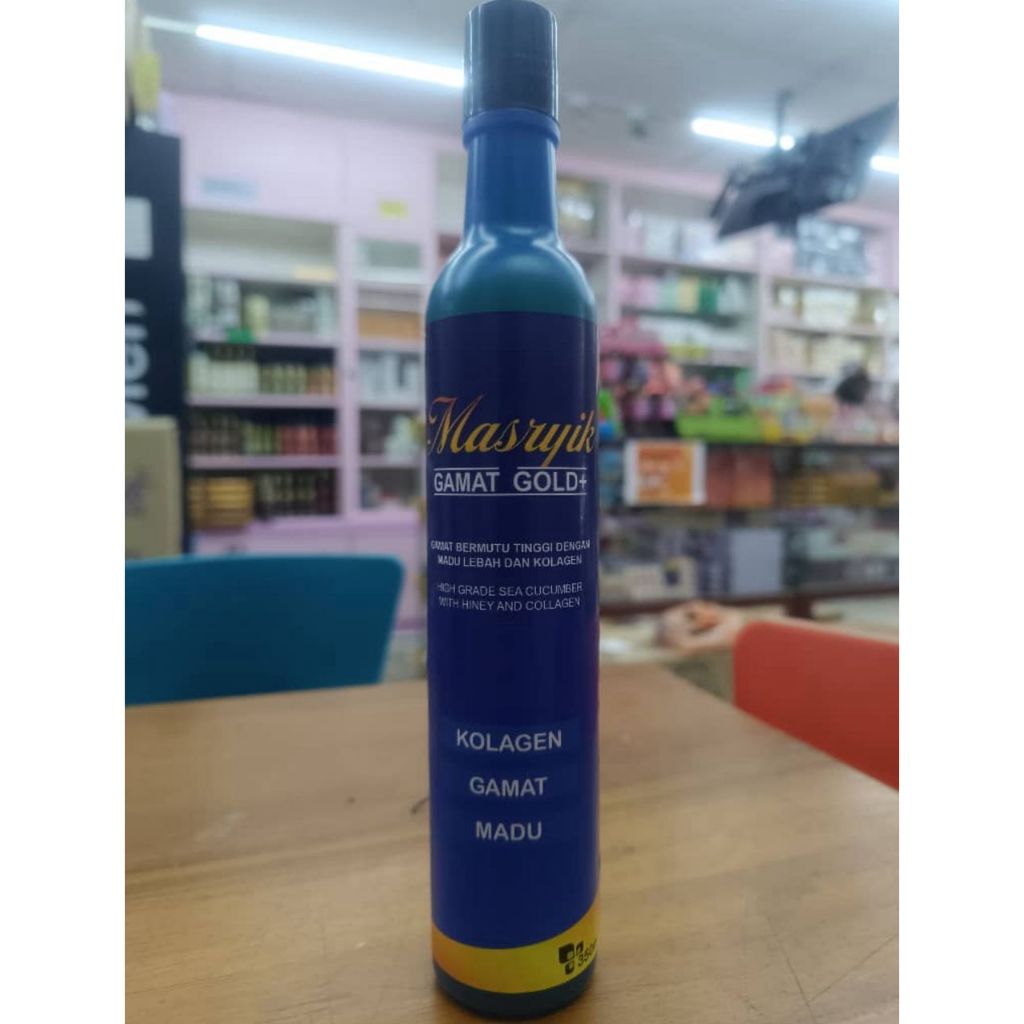 Masryik
GAMAT GOLD+
GAMAT BERMUTU TINGGI DENGAN
MADU LEBAH DAN KOLAGEN
HIGH GRADE SEA CUCUMBER
WITH HINEY AND COLLAGEN
KOLAGEN
GAMAT
MADU